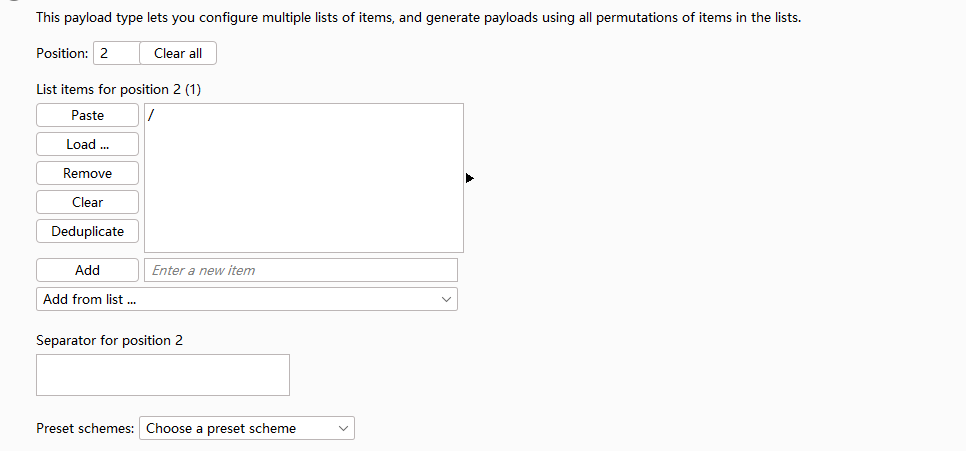 This payload type lets you configure multiple lists of items, and generate payloads using all permutations of items in the lists.
Position: 2 Clear all
List items for position 2 (1)
Paste /
Load ...
Remove
Clear
Deduplicate
Add Enter a new item
Add from list ...
Separator for position 2
Preset schemes: Choose a preset scheme